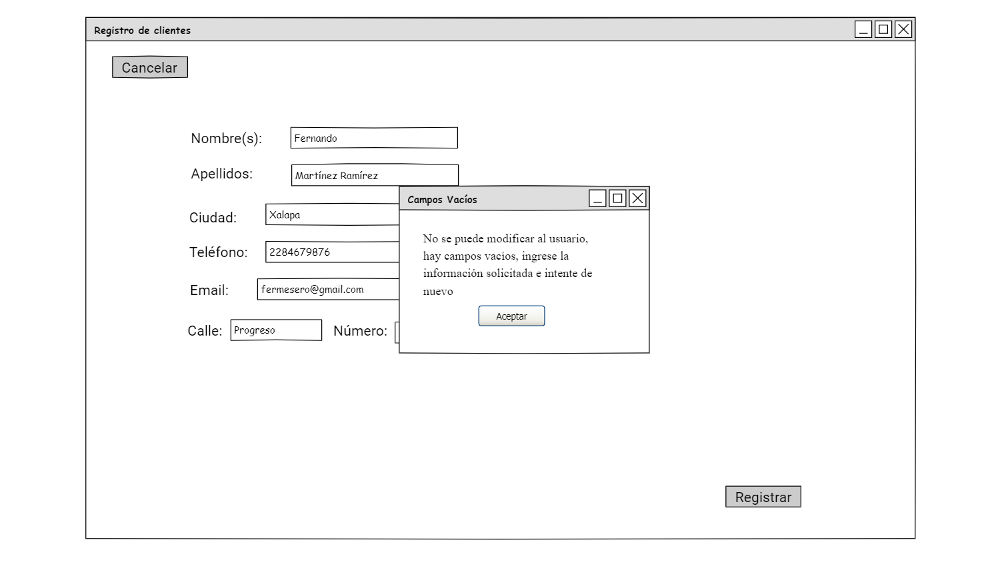 Registro de clientes
Cancelar
Nombre(s): Fernando
Apellidos: Martínez Ramírez
Ciudad: Xalapa
Teléfono: 2284679876
Email: fermesero@gmail.com
Calle: Progreso Número:
Campos Vacíos
No se puede modificar al usuario,
hay campos vacíos, ingrese la
información solicitada e intente de
nuevo
Aceptar
Registrar